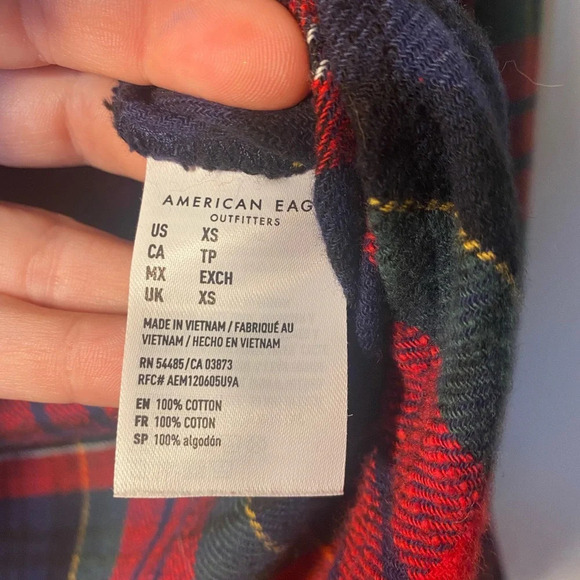 AMERICAN EAG
OUTFITTERS
US XS
CA TP
MX EXCH
UK XS
MADE IN VIETNAM / FABRIQUÉ AU
VIETNAM / HECHO EN VIETNAM
RN 54485/CA 03873
RFC# AEM120605U9A
EN 100% COTTON
FR 100% COTON
SP 100% algodón